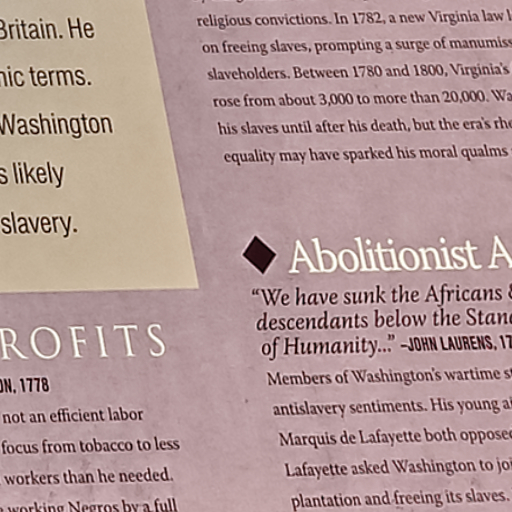 Britain. He
nic terms.
Washington
s likely
slavery.
ROFITS
ON, 1778
not an efficient labor
focus from tobacco to less
workers than he needed.
working Negros by a full
religious convictions. In 1782, a new Virginia law l
on freeing slaves, prompting a surge of manumiss
slaveholders. Between 1780 and 1800, Virginia's
rose from about 3,000 to more than 20,000. Wa
his slaves until after his death, but the era's rhe
equality may have sparked his moral qualms
Abolitionist A
“We have sunk the Africans &
descendants below the Stand
of Humanity...” –JOHN LAURENS, 17
Members of Washington's wartime s
antislavery sentiments. His young a
Marquis de Lafayette both oppose
Lafayette asked Washington to joi
plantation and freeing its slaves.